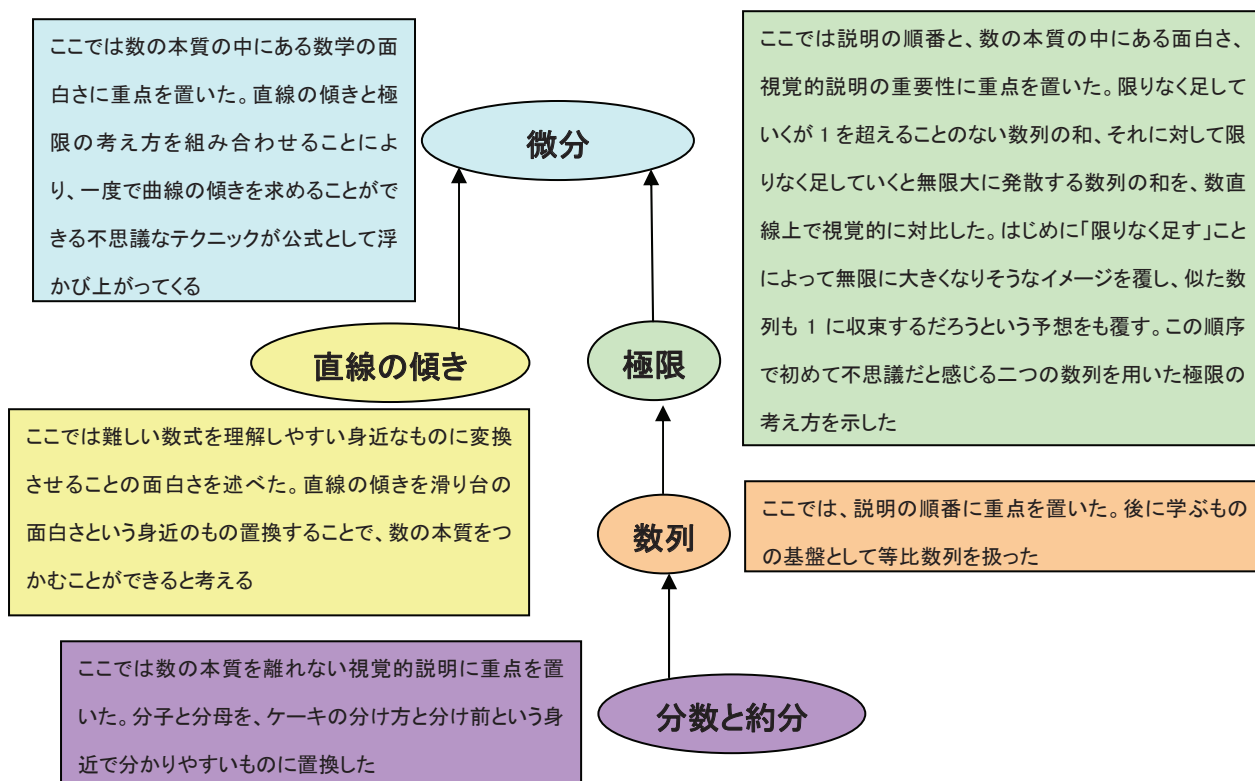 ここでは数の本質の中にある数学の面
白さに重点を置いた。直線の傾きと極
限の考え方を組み合わせることによ
り、一度で曲線の傾きを求めることがで
きる不思議なテクニックが公式として浮
かび上がってくる
微分
ここでは説明の順番と、数の本質の中にある面白さ、
視覚的説明の重要性に重点を置いた。限りなく足して
いくが 1 を超えることのない数列の和、それに対して限
りなく足していくと無限大に発散する数列の和を、数直
線上で視覚的に対比した。はじめに「限りなく足す」こと
によって無限に大きくなりそうなイメージを覆し、似た数
列も 1 に収束するだろうという予想をも覆す。この順序
で初めて不思議だと感じる二つの数列を用いた極限の
考え方を示した
直線の傾き
極限
ここでは難しい数式を理解しやすい身近なものに変換
させることの面白さを述べた。直線の傾きを滑り台の
面白さという身近のもの置換することで、数の本質をつ
かむことができると考える
数列
ここでは、説明の順番に重点を置いた。後に学ぶもの
の基盤として等比数列を扱った
ここでは数の本質を離れない視覚的説明に重点を置
いた。分子と分母を、ケーキの分け方と分け前という身
近で分かりやすいものに置換した
分数と約分